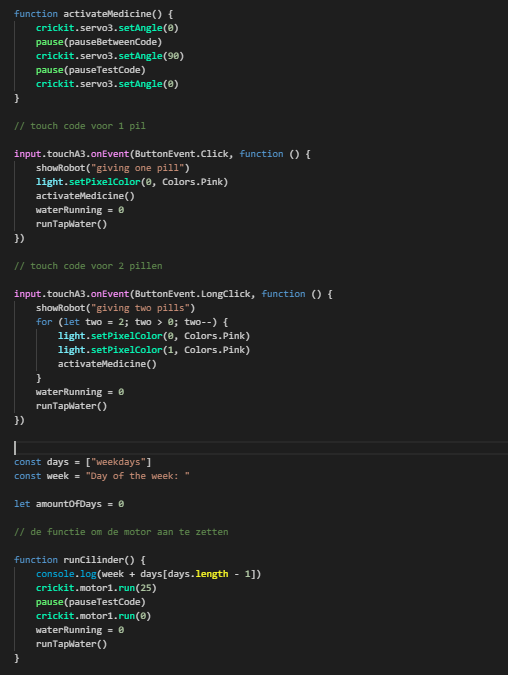 function activateMedicine() {
    crickit.servo3.setAngle(0)
    pause(pauseBetweenCode)
    crickit.servo3.setAngle(90)
    pause(pauseTestCode)
    crickit.servo3.setAngle(0)
}
// touch code voor 1 pil
input.touchA3.onEvent(ButtonEvent.Click, function () {
    showRobot("giving one pill")
    light.setPixelColor(0, Colors.Pink)
    activateMedicine()
    waterRunning = 0
    runTapWater()
})
// touch code voor 2 pillen
input.touchA3.onEvent(ButtonEvent.LongClick, function () {
    showRobot("giving two pills")
    for (let two = 2; two > 0; two--) {
        light.setPixelColor(0, Colors.Pink)
        light.setPixelColor(1, Colors.Pink)
        activateMedicine()
    }
    waterRunning = 0
    runTapWater()
})
const days = ["weekdays"]
const week = "Day of the week: "
let amountOfDays = 0
// de functie om de motor aan te zetten
function runCilinder() {
    console.log(week + days[days.length - 1])
    crickit.motor1.run(25)
    pause(pauseTestCode)
    crickit.motor1.run(0)
    waterRunning = 0
    runTapWater()
}